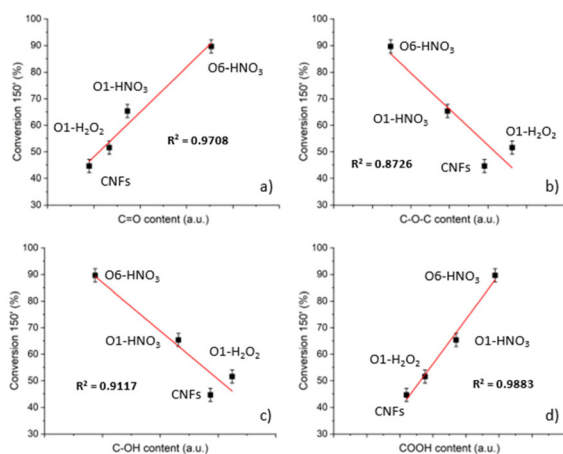 Conversion 150' (%)
100
90
80
70
60
50
40
30
O6-HNO₃
O1-HNO₃
O1-H₂O₂
R² = 0.9708
CNFs
a)
C=O content (a.u.)
Conversion 150' (%)
100
90
80
70
60
50
40
30
O6-HNO₃
O1-HNO₃
O1-H₂O₂
R² = 0.8726
CNFs
b)
C-O-C content (a.u.)
Conversion 150' (%)
100
90
80
70
60
50
40
30
O6-HNO₃
O1-HNO₃
O1-H₂O₂
R² = 0.9117
CNFs
c)
C-OH content (a.u.)
Conversion 150' (%)
100
90
80
70
60
50
40
30
O6-HNO₃
O1-HNO₃
O1-H₂O₂
R² = 0.9883
CNFs
d)
COOH content (a.u.)